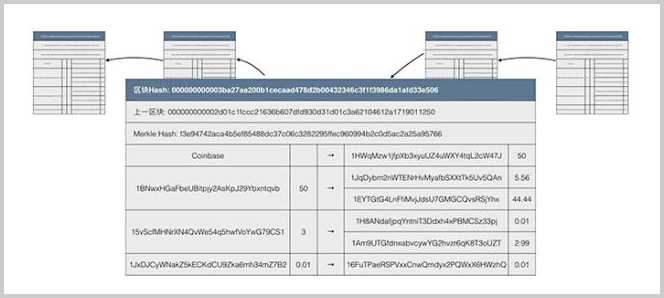 区块Hash: 000000000003ba27aa200b1cecaad478d2b00432346c3f1f3986da1afd33e506
上一区块: 000000000002d01c1fccc21636b607dfd930d31d01c3a62104612a1719011250
Merkle Hash: f3e94742aca4b5ef85488dc37c06c3282295ffec960994b2c0d5ac2a25a95766
Coinbase → 1HWqMzw1jfpXb3xyuUZ4uWXY4tqL2cW47J 50
1BNwxHGaFbeUBitpjy2AsKpJ29Ybxntqvb 50 → 1JqDybm2nWTENrHvMyafbSXXtTk5Uv5QAn 5.56
1EYTGtG4LnFfiMvjJdsU7GMGCQvsRSjYhx 44.44
15vScfMHNrXN4QvWe54q5hwfVoYwG79CS1 3 → 1H8ANdafjpqYntniT3Ddxh4xPBMCSz33pj 0.01
1Am9UTGfdnxabvcywYG2hvzr6qK8T3oUZT 2.99
1JxDJCyWNakZ5kECKdCU9Zka6mh34mZ7B2 0.01 → 16FuTPaeRSPVxxCnwQmdyx2PQWxX6HWzhQ 0.01